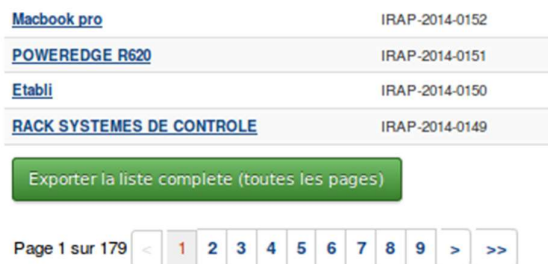 Macbook pro IRAP-2014-0152
POWEREDGE R620 IRAP-2014-0151
Etabli IRAP-2014-0150
RACK SYSTEMES DE CONTROLE IRAP-2014-0149
Exporter la liste complete (toutes les pages)
Page 1 sur 179 < 1 2 3 4 5 6 7 8 9 > >>